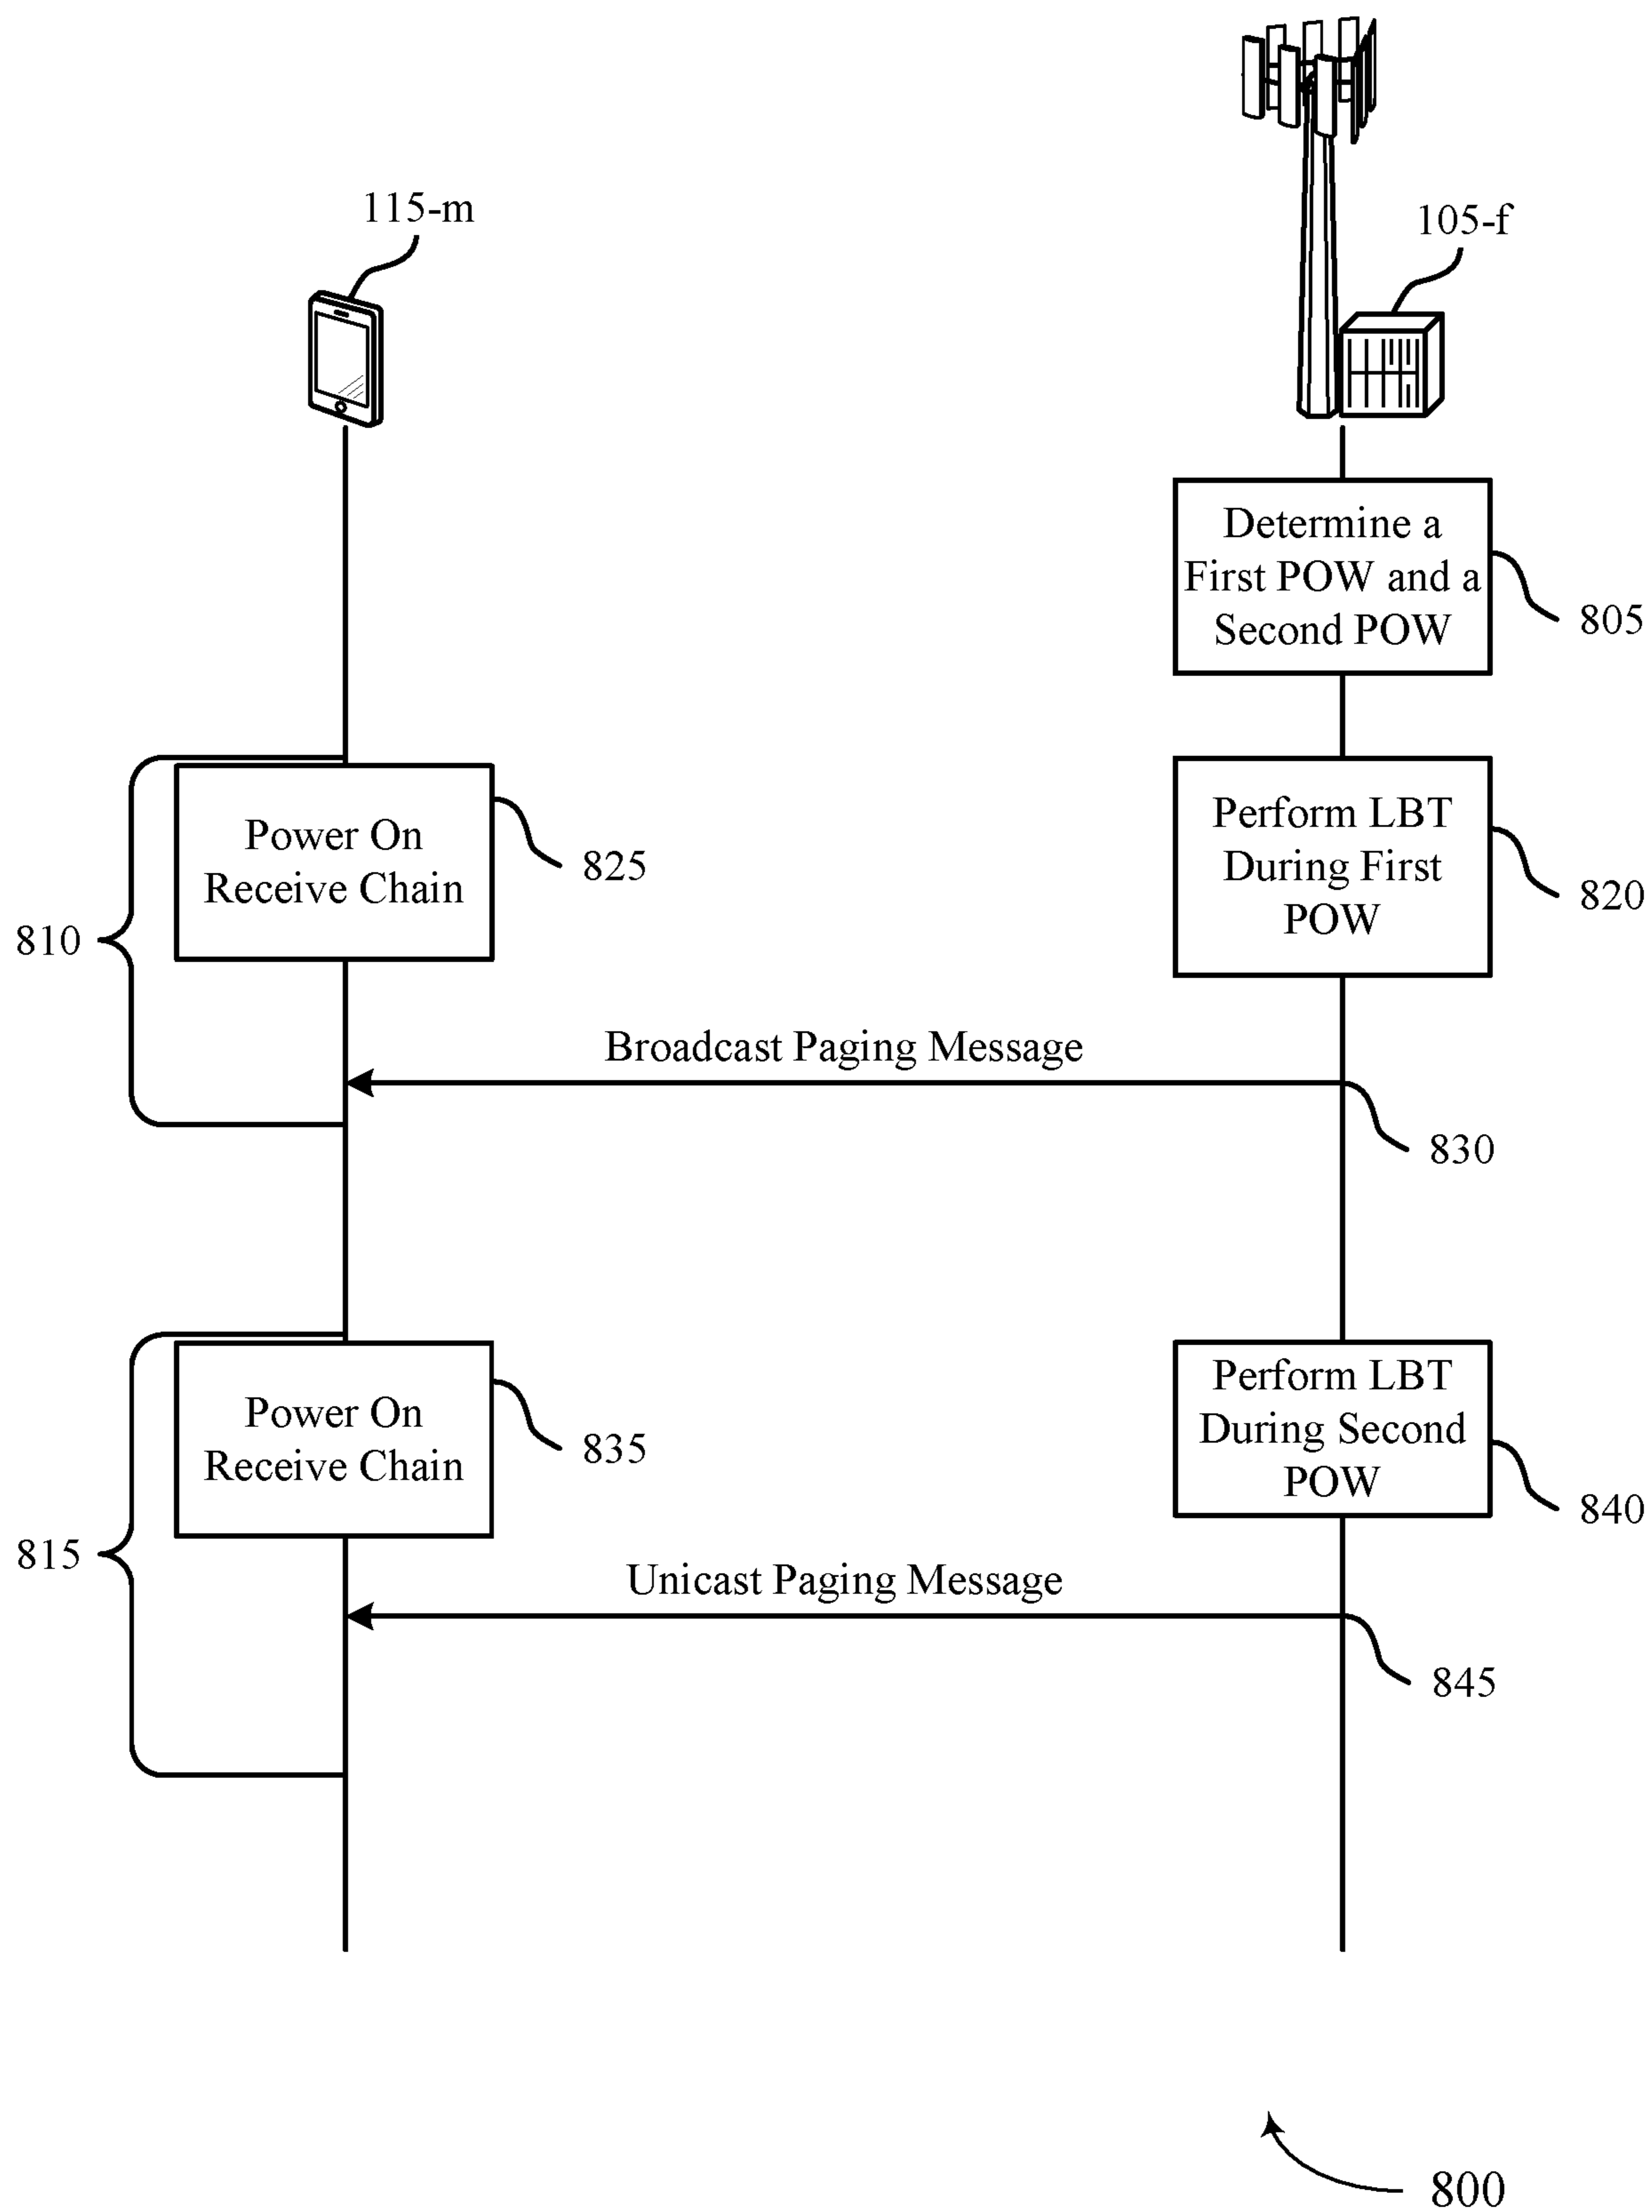 115-m
105-f
Determine a
First POW and a
Second POW
805
Power On
Receive Chain
825
Perform LBT
During First
POW
820
810
Broadcast Paging Message
830
Power On
Receive Chain
835
Perform LBT
During Second
POW
840
815
Unicast Paging Message
845
800